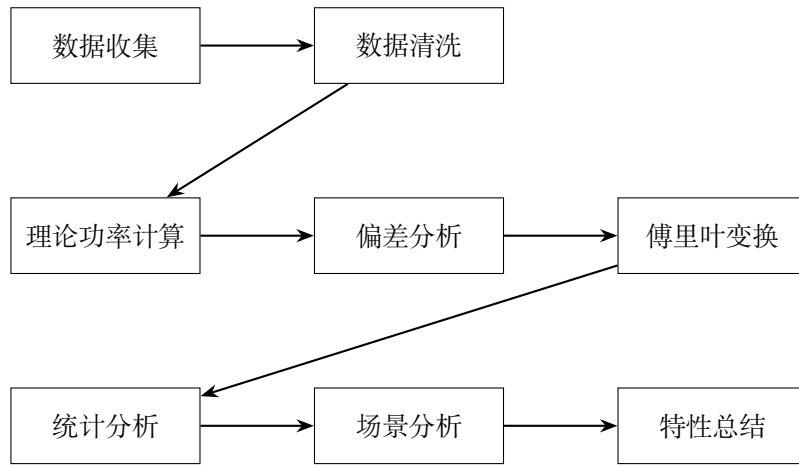 数据收集
数据清洗
理论功率计算
偏差分析
傅里叶变换
统计分析
场景分析
特性总结